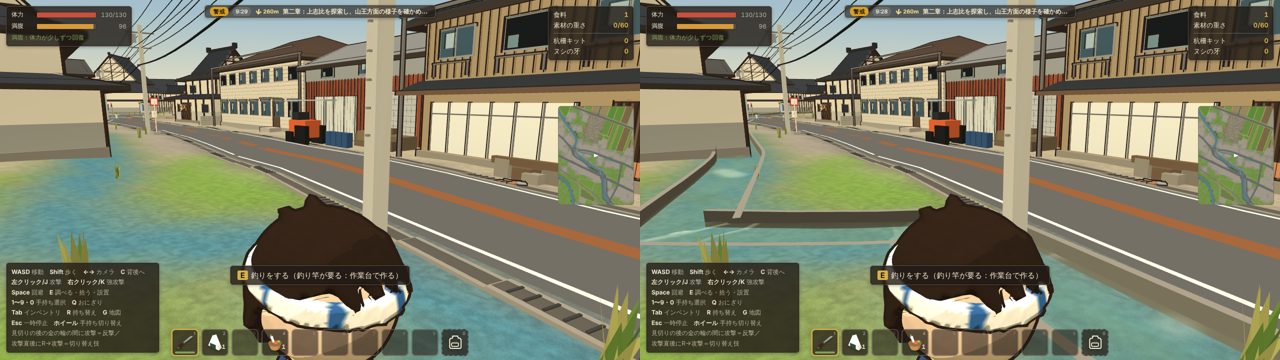 体力 130/130
満腹 98
満腹：体力が少しずつ回復
警戒 9:29 260m 第二章：上志比を探索し、山王方面の様子を確かめ…
食料 1
素材の重さ 0/60
杭柵キット 0
ヌシの牙 0
E 釣りをする（釣り竿が要る：作業台で作る）
WASD 移動 Shift 歩く ←→ カメラ C 背後へ
左クリック/J 攻撃 右クリック/K 強攻撃
Space 回避 E 調べる・拾う・設置
1〜9・0 手持ち選択 Q おにぎり
Tab インベントリ R 持ち替え G 地図
Esc 一時停止 ホイール 手持ち切り替え
見切りの後の金の輪の間に攻撃＝反撃／
攻撃直後にR→攻撃＝切り替え技
1
1
体力 130/130
満腹 98
満腹：体力が少しずつ回復
警戒 9:28 260m 第二章：上志比を探索し、山王方面の様子を確かめ…
食料 1
素材の重さ 0/60
杭柵キット 0
ヌシの牙 0
E 釣りをする（釣り竿が要る：作業台で作る）
WASD 移動 Shift 歩く ←→ カメラ C 背後へ
左クリック/J 攻撃 右クリック/K 強攻撃
Space 回避 E 調べる・拾う・設置
1〜9・0 手持ち選択 Q おにぎり
Tab インベントリ R 持ち替え G 地図
Esc 一時停止 ホイール 手持ち切り替え
見切りの後の金の輪の間に攻撃＝反撃／
攻撃直後にR→攻撃＝切り替え技
1
1